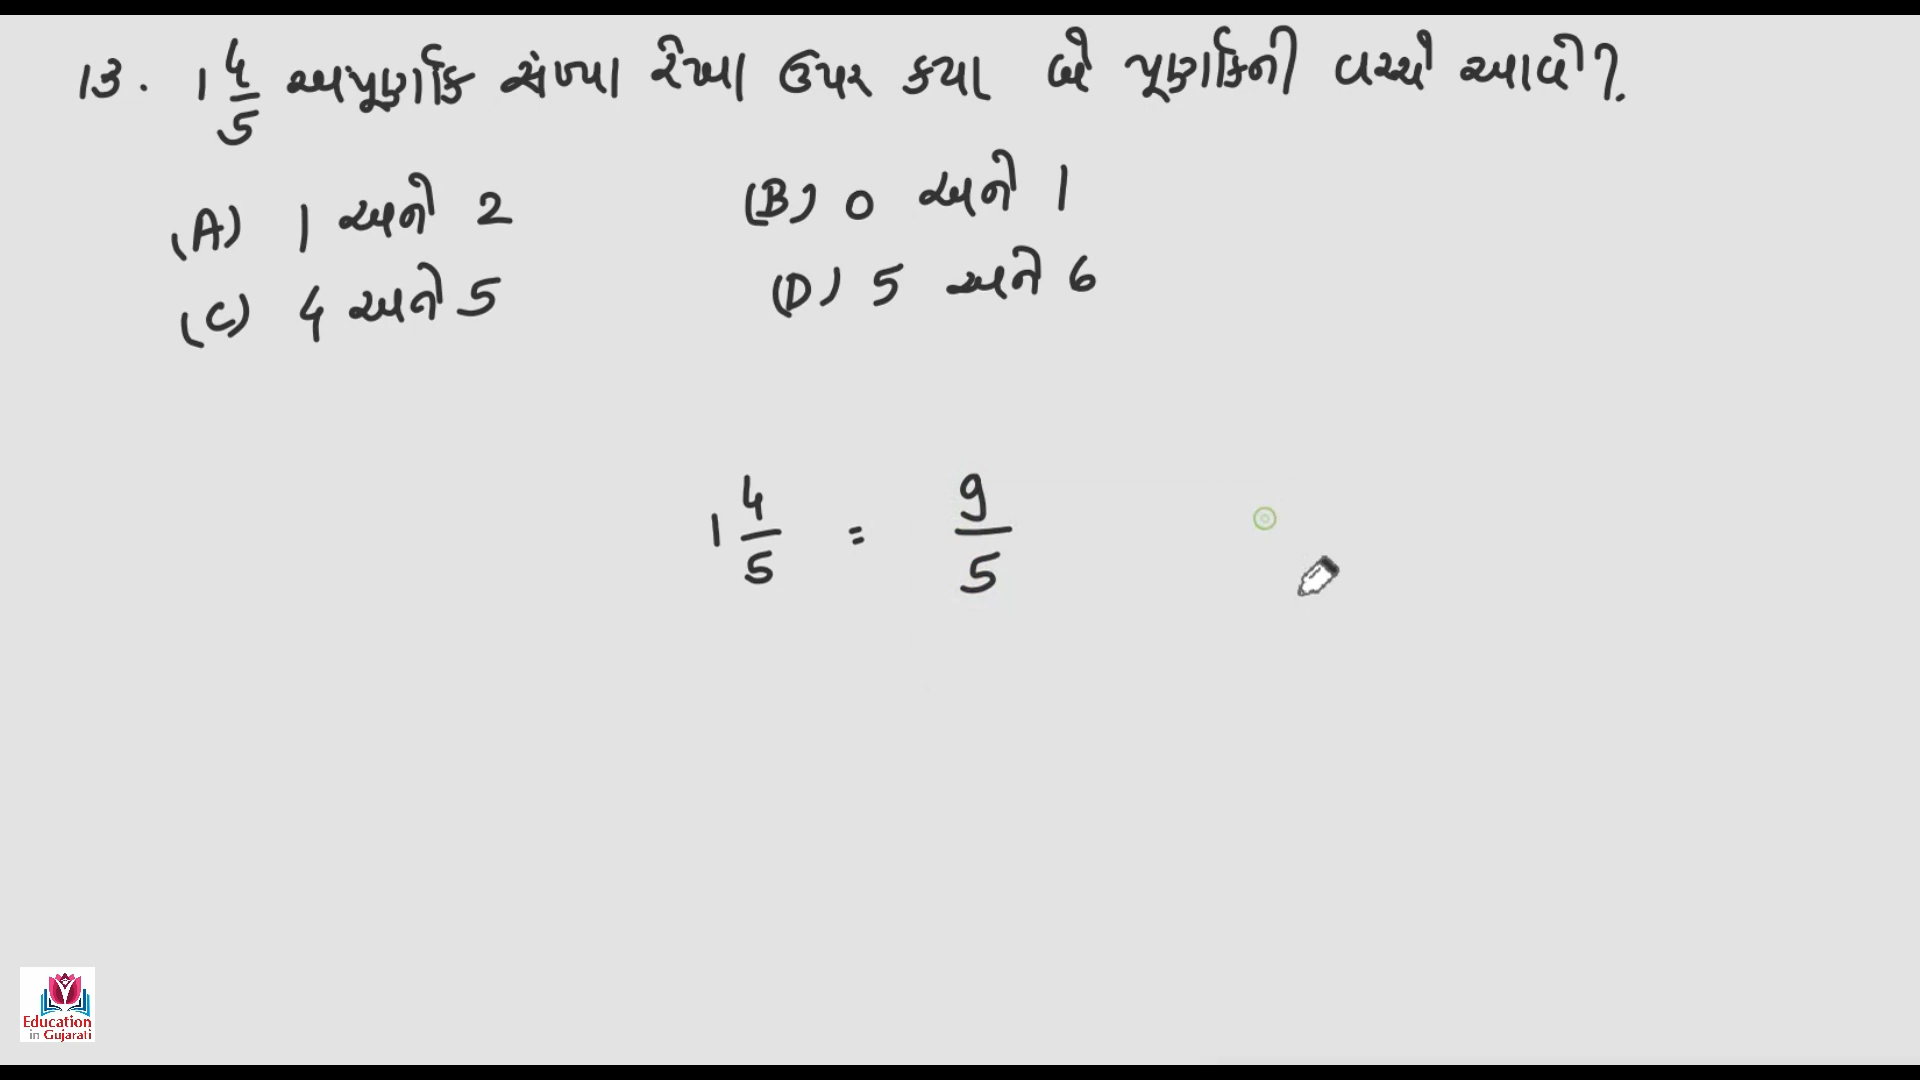 13. 1 4/5 અપૂર્ણાંક સંખ્યા રેખા ઉપર કયા બે પૂર્ણાંકની વચ્ચે આવે?
(A) 1 અને 2 (B) 0 અને 1
(C) 4 અને 5 (D) 5 અને 6
1 4/5 = 9/5
Education
in Gujarati